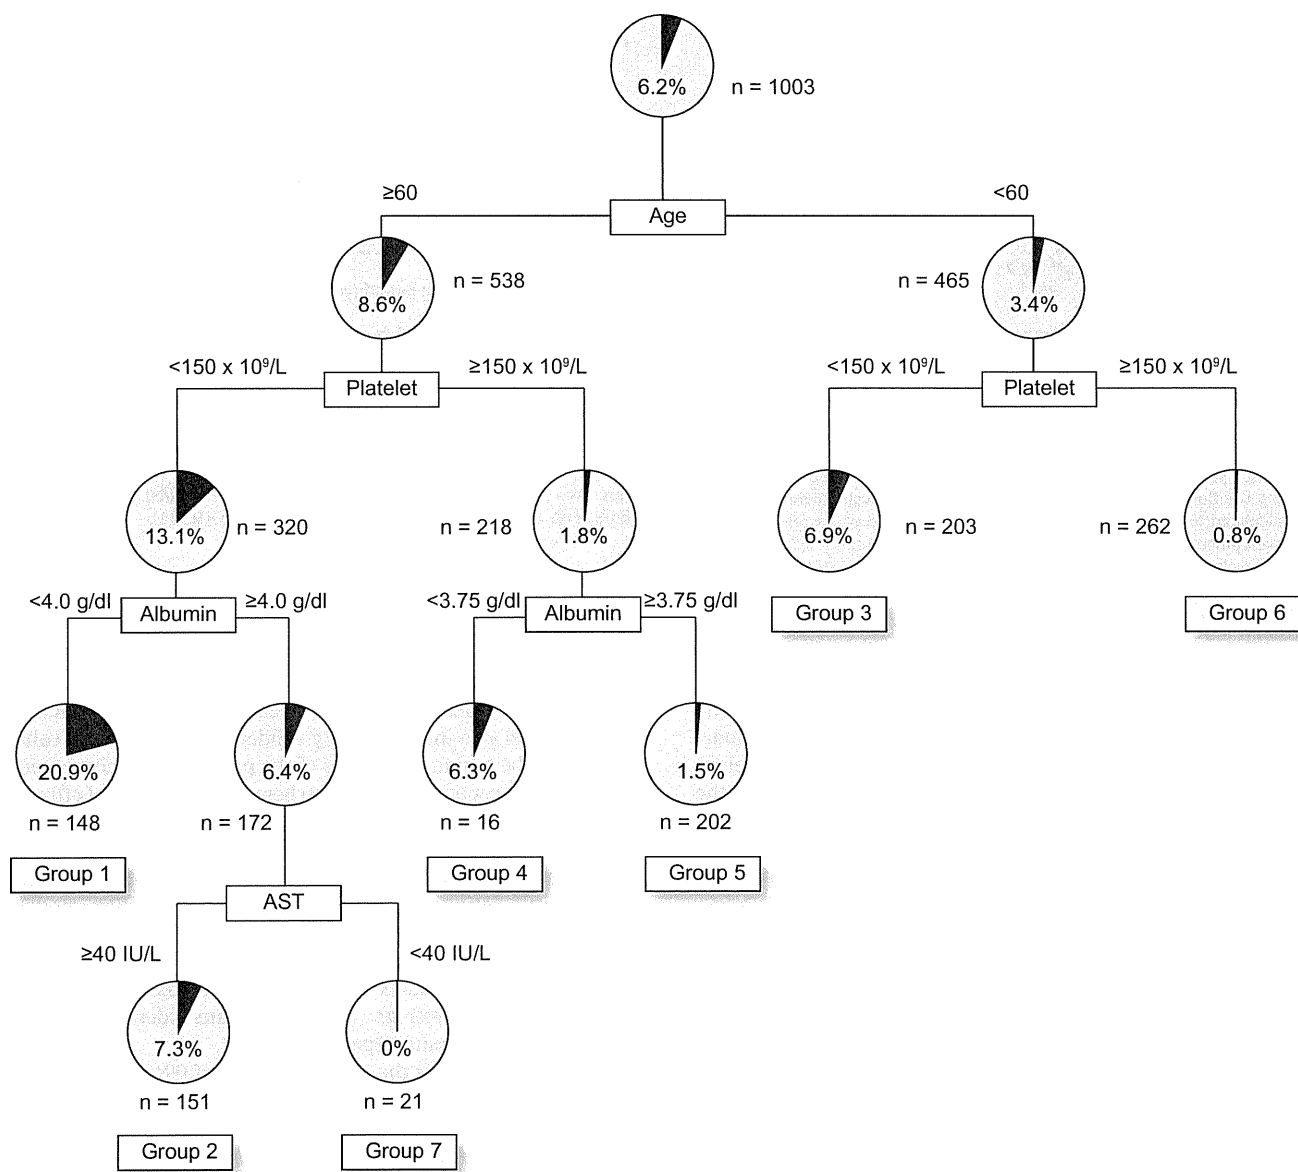 6.2%
n = 1003
≥60
<60
Age
8.6%
n = 538
n = 465
3.4%
<150 x 10⁹/L
≥150 x 10⁹/L
<150 x 10⁹/L
≥150 x 10⁹/L
Platelet
Platelet
13.1%
n = 320
n = 218
1.8%
6.9%
n = 203
n = 262
0.8%
<4.0 g/dl
≥4.0 g/dl
<3.75 g/dl
≥3.75 g/dl
Albumin
Albumin
Group 3
Group 6
20.9%
6.4%
6.3%
1.5%
n = 148
n = 172
n = 16
n = 202
Group 1
Group 4
Group 5
AST
≥40 IU/L
<40 IU/L
7.3%
0%
n = 151
n = 21
Group 2
Group 7